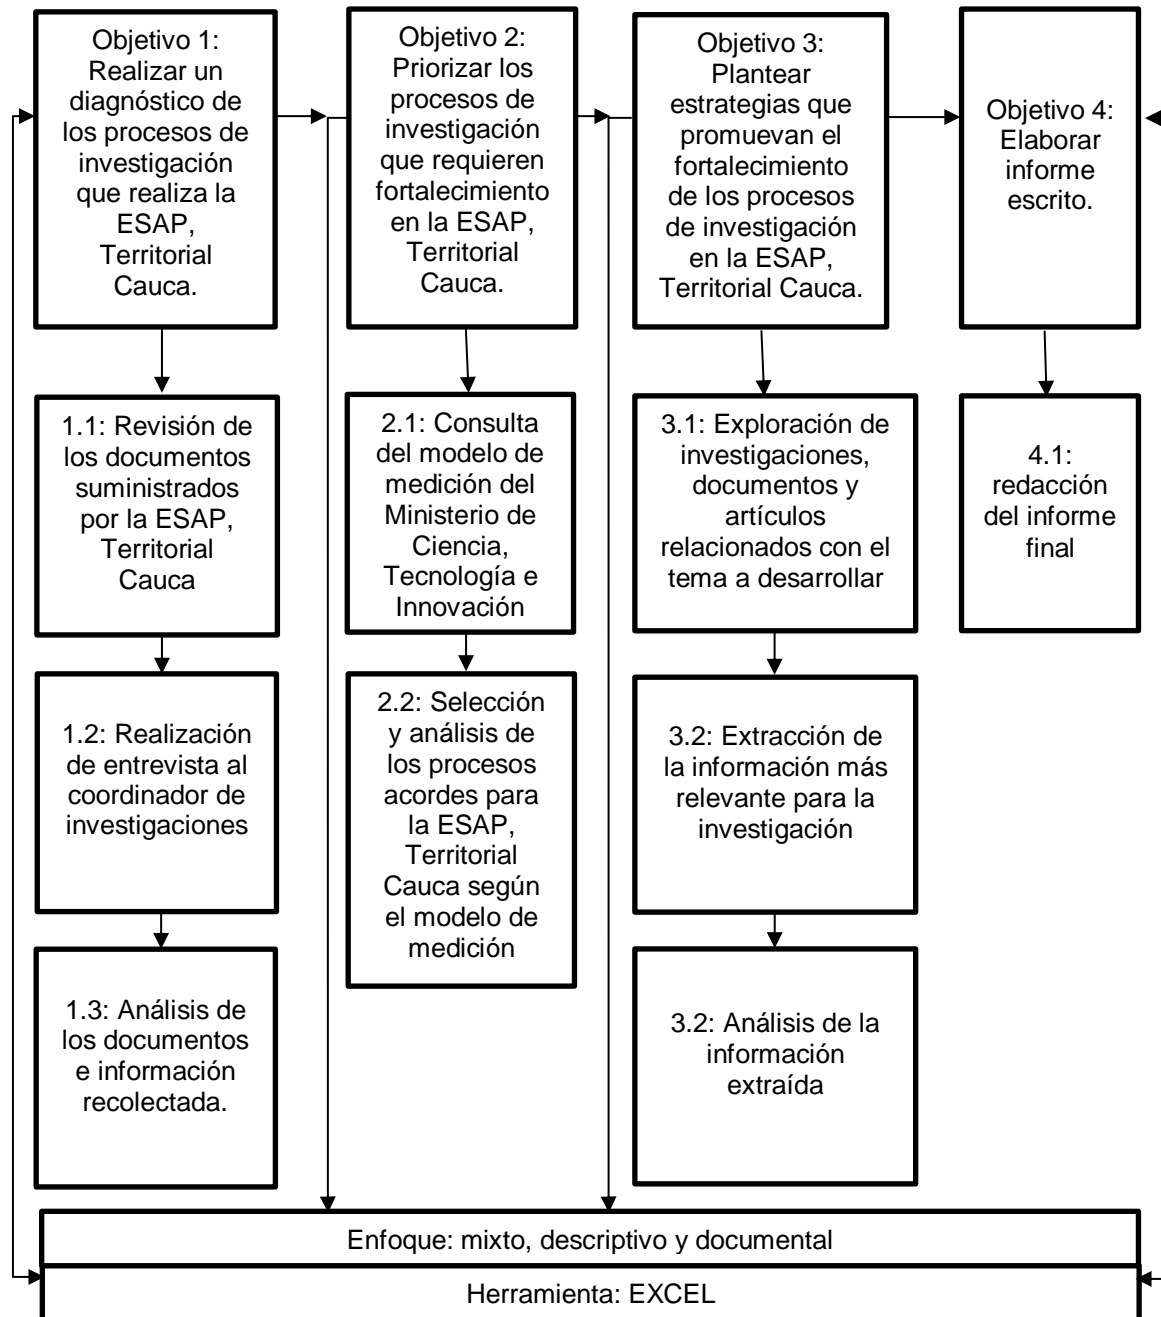 Objetivo 1:
Realizar un
diagnóstico de
los procesos de
investigación
que realiza la
ESAP,
Territorial
Cauca.
Objetivo 2:
Priorizar los
procesos de
investigación
que requieren
fortalecimiento
en la ESAP,
Territorial
Cauca.
Objetivo 3:
Plantear
estrategias que
promuevan el
fortalecimiento
de los procesos
de investigación
en la ESAP,
Territorial Cauca.
Objetivo 4:
Elaborar
informe
escrito.
1.1: Revisión de
los documentos
suministrados
por la ESAP,
Territorial
Cauca
2.1: Consulta
del modelo de
medición del
Ministerio de
Ciencia,
Tecnología e
Innovación
3.1: Exploración de
investigaciones,
documentos y
artículos
relacionados con el
tema a desarrollar
4.1:
redacción
del informe
final
1.2: Realización
de entrevista al
coordinador de
investigaciones
2.2: Selección
y análisis de
los procesos
acordes para
la ESAP,
Territorial
Cauca según
el modelo de
medición
3.2: Extracción de
la información más
relevante para la
investigación
1.3: Análisis de
los documentos
e información
recolectada.
3.2: Análisis de la
información
extraída
Enfoque: mixto, descriptivo y documental
Herramienta: EXCEL